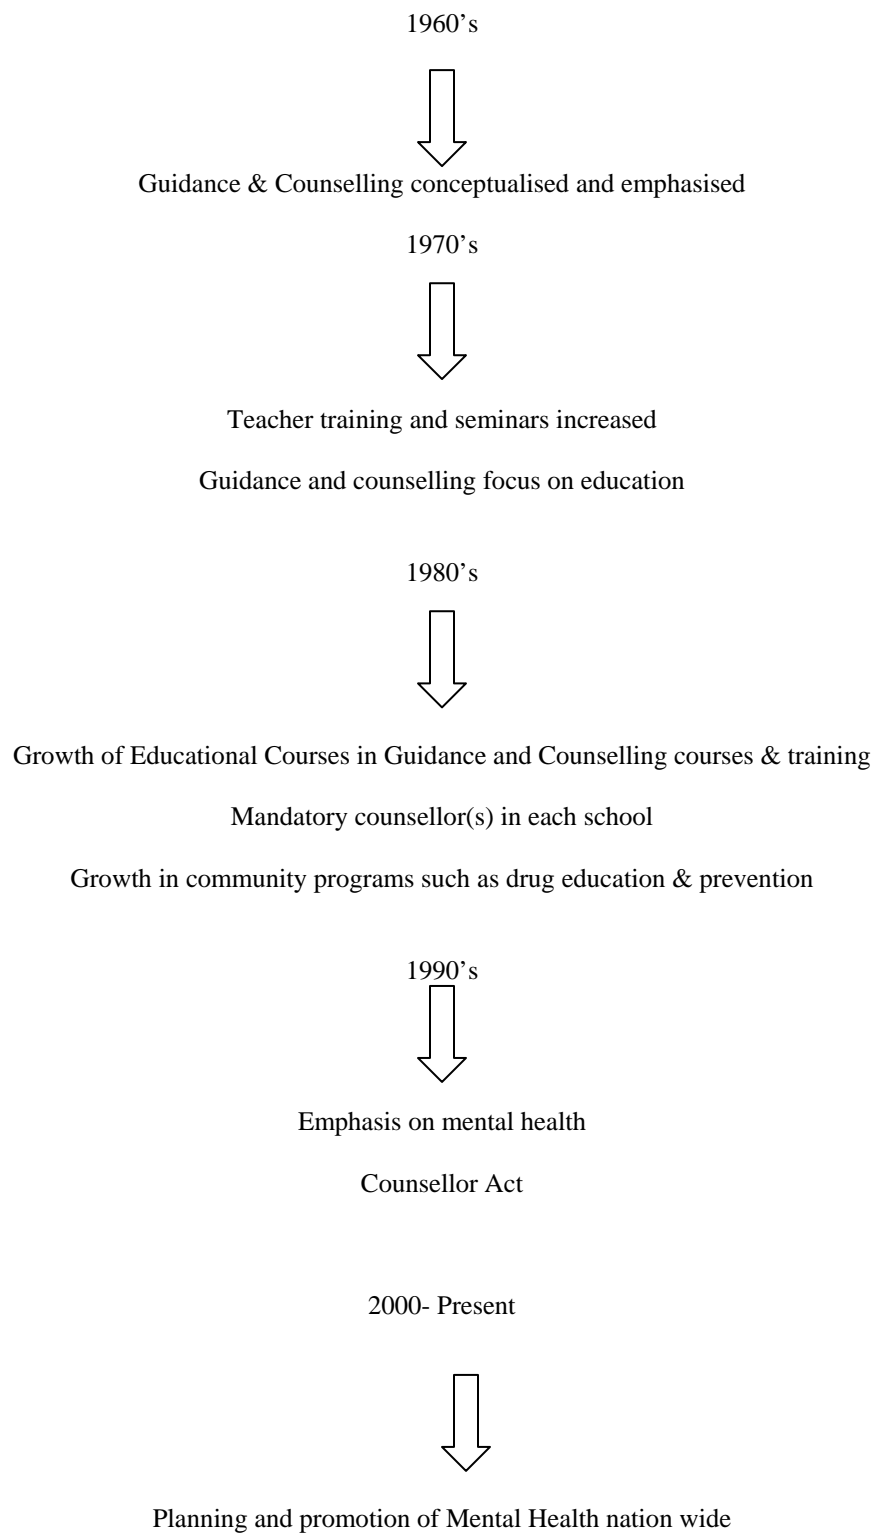 1960’s
Guidance & Counselling conceptualised and emphasised
1970’s
Teacher training and seminars increased
Guidance and counselling focus on education
1980’s
Growth of Educational Courses in Guidance and Counselling courses & training
Mandatory counsellor(s) in each school
Growth in community programs such as drug education & prevention
1990’s
Emphasis on mental health
Counsellor Act
2000- Present
Planning and promotion of Mental Health nation wide